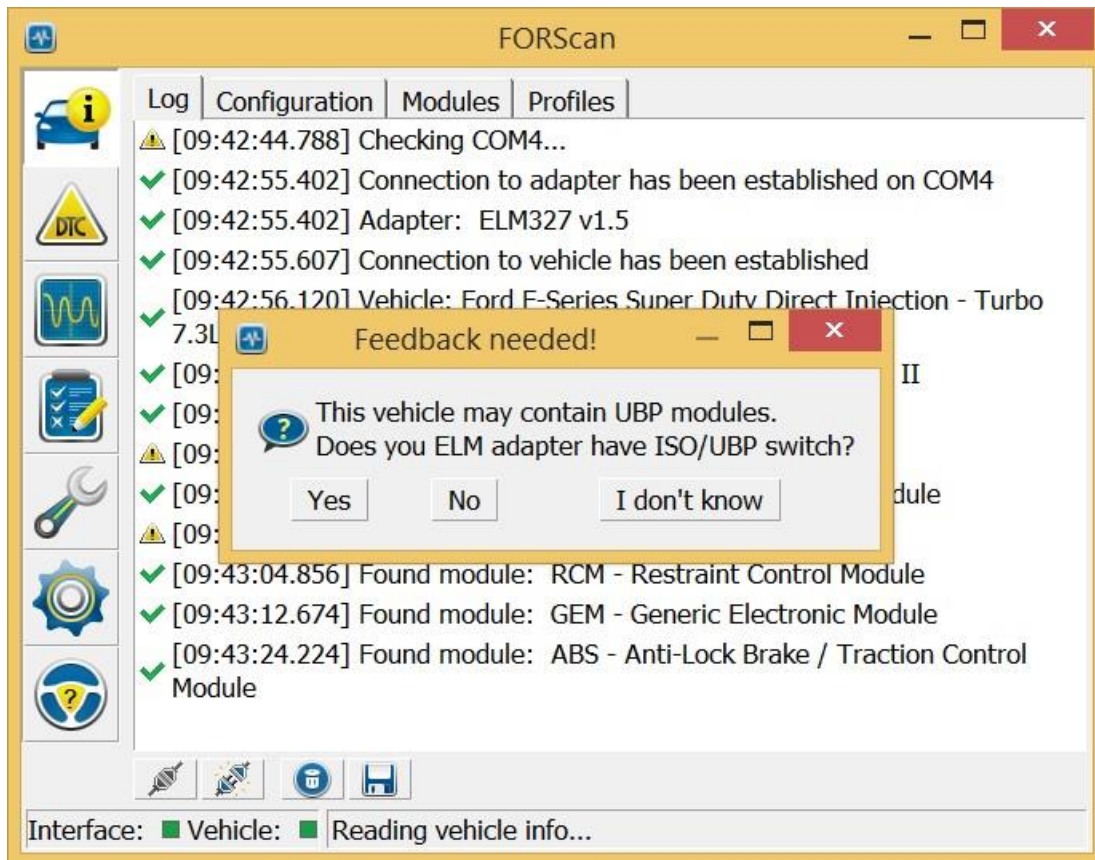 FORScan
Log Configuration Modules Profiles
[09:42:44.788] Checking COM4...
[09:42:55.402] Connection to adapter has been established on COM4
DTC
[09:42:55.402] Adapter: ELM327 v1.5
[09:42:55.607] Connection to vehicle has been established
[09:42:56.120] Vehicle: Ford F-Series Super Duty Direct Injection - Turbo
7.3L
Feedback needed!
[09: II
This vehicle may contain UBP modules.
[09:
Does you ELM adapter have ISO/UBP switch?
[09:
[09: dule
Yes No I don't know
[09:
[09:43:04.856] Found module: RCM - Restraint Control Module
[09:43:12.674] Found module: GEM - Generic Electronic Module
[09:43:24.224] Found module: ABS - Anti-Lock Brake / Traction Control
Module
Interface: Vehicle: Reading vehicle info...